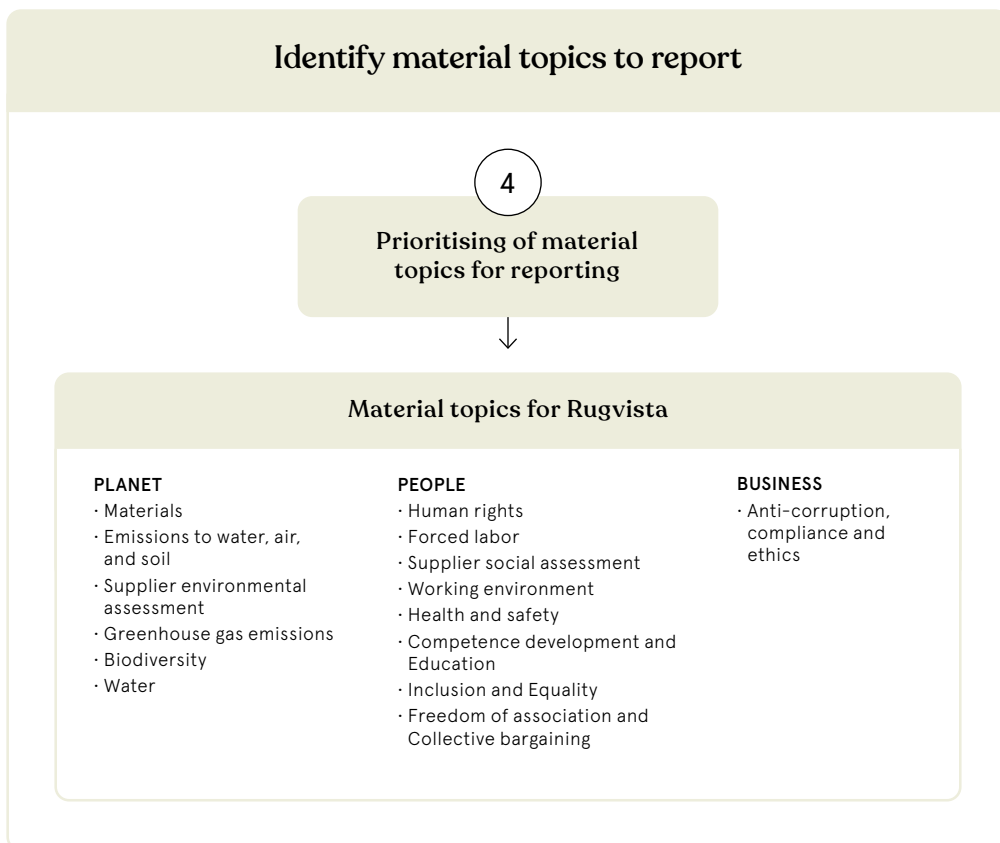 Identify material topics to report
4
Prioritising of material
topics for reporting
Material topics for Rugvista
PLANET
· Materials
· Emissions to water, air,
and soil
· Supplier environmental
assessment
· Greenhouse gas emissions
· Biodiversity
· Water
PEOPLE
· Human rights
· Forced labor
· Supplier social assessment
· Working environment
· Health and safety
· Competence development and
Education
· Inclusion and Equality
· Freedom of association and
Collective bargaining
BUSINESS
· Anti-corruption,
compliance and
ethics